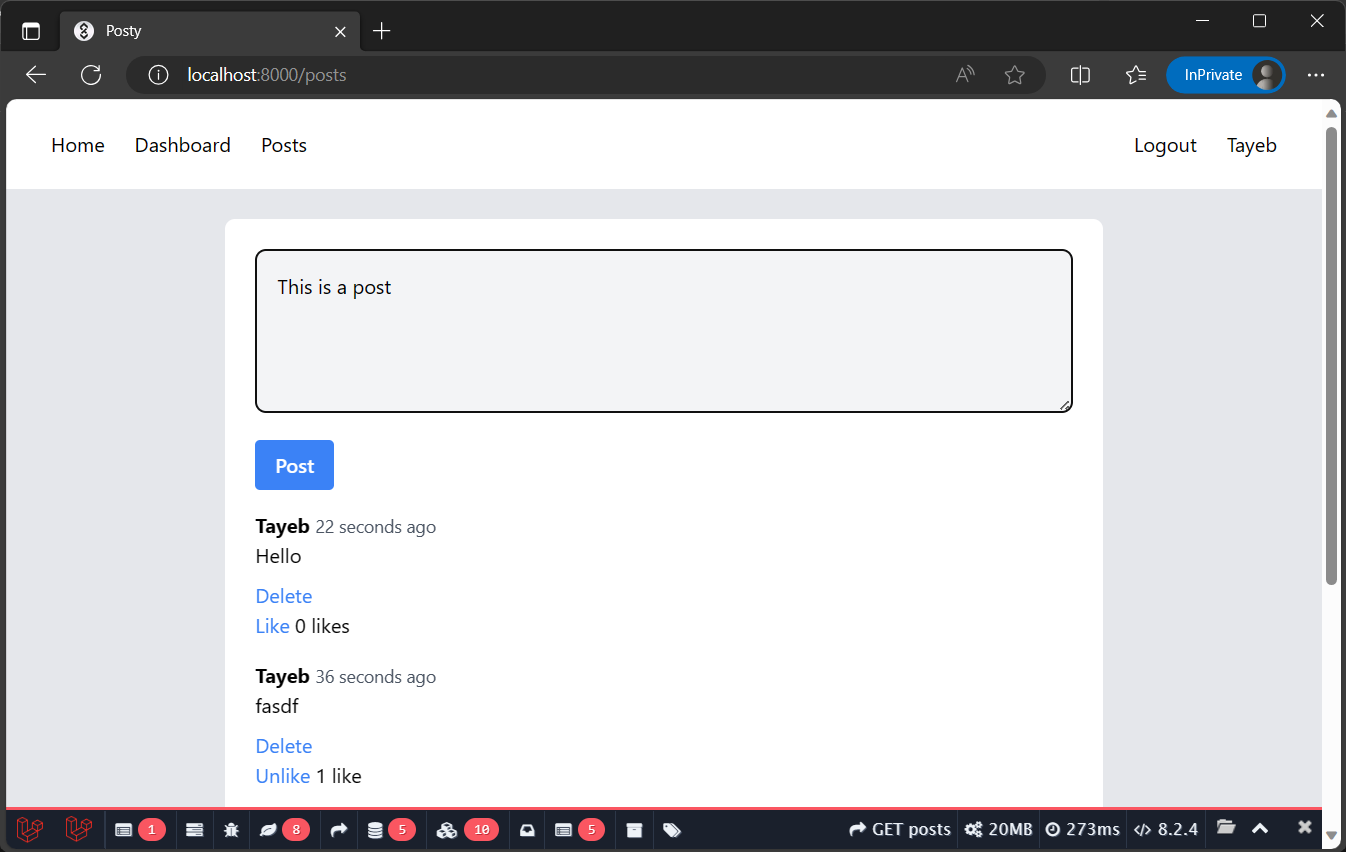 Posty
localhost:8000/posts
InPrivate
Home Dashboard Posts Logout Tayeb
This is a post
Post
Tayeb 22 seconds ago
Hello
Delete
Like 0 likes
Tayeb 36 seconds ago
fasdf
Delete
Unlike 1 like
1 8 5 10 5 GET posts 20MB 273ms 8.2.4